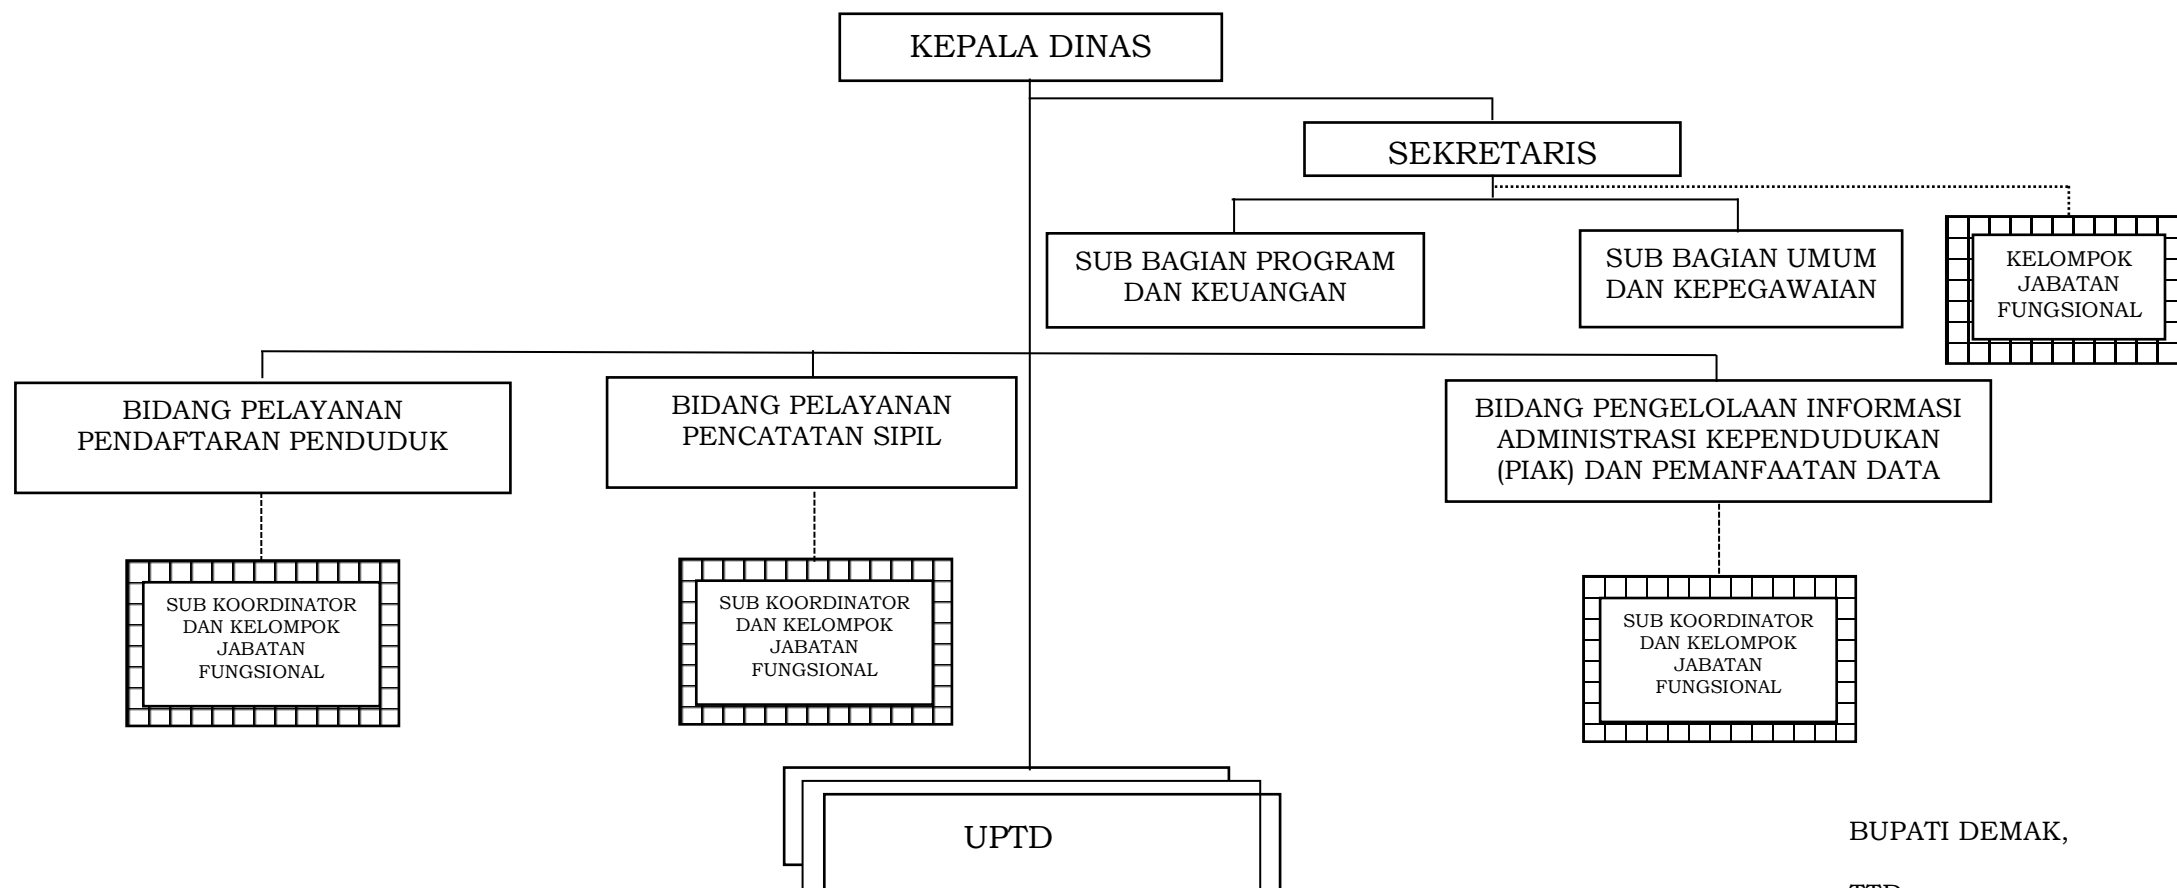 KEPALA DINAS
SEKRETARIS
SUB BAGIAN PROGRAM
DAN KEUANGAN
SUB BAGIAN UMUM
DAN KEPEGAWAIAN
KELOMPOK
JABATAN
FUNGSIONAL
BIDANG PELAYANAN
PENDAFTARAN PENDUDUK
BIDANG PELAYANAN
PENCATATAN SIPIL
BIDANG PENGELOLAAN INFORMASI
ADMINISTRASI KEPENDUDUKAN
(PIAK) DAN PEMANFAATAN DATA
SUB KOORDINATOR
DAN KELOMPOK
JABATAN
FUNGSIONAL
SUB KOORDINATOR
DAN KELOMPOK
JABATAN
FUNGSIONAL
SUB KOORDINATOR
DAN KELOMPOK
JABATAN
FUNGSIONAL
UPTD
BUPATI DEMAK,